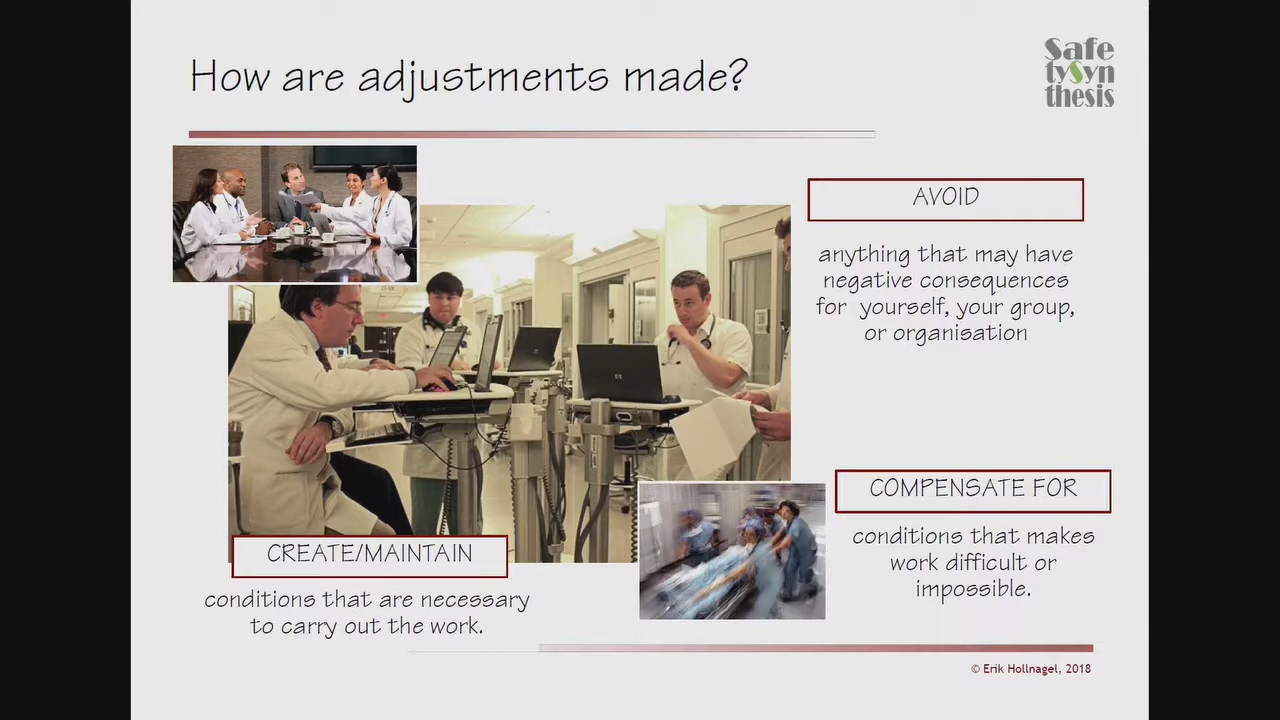 How are adjustments made?
Safe
tySyn
thesis
AVOID
anything that may have
negative consequences
for yourself, your group,
or organisation
COMPENSATE FOR
conditions that makes
work difficult or
impossible.
CREATE/MAINTAIN
conditions that are necessary
to carry out the work.
© Erik Hollnagel, 2018